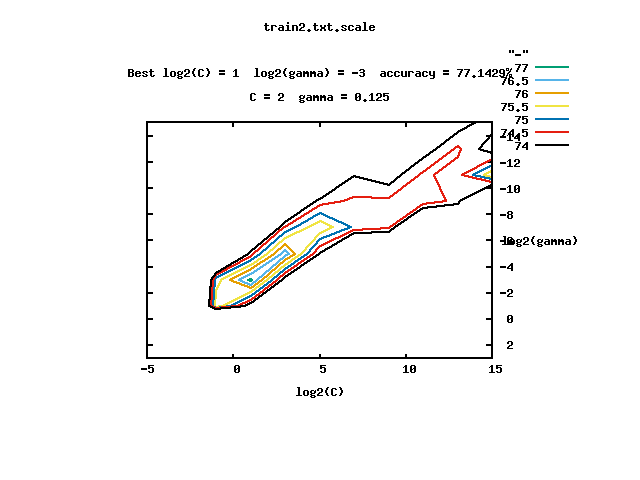 train2.txt.scale
"-"
Best log2(C) = 1 log2(gamma) = -3 accuracy = 77.1429%
C = 2 gamma = 0.125
77
76.5
76
75.5
75
74.5
74
-14
-12
-10
-8
-6
log2(gamma)
-4
-2
0
2
-5 0 5 10 15
log2(C)